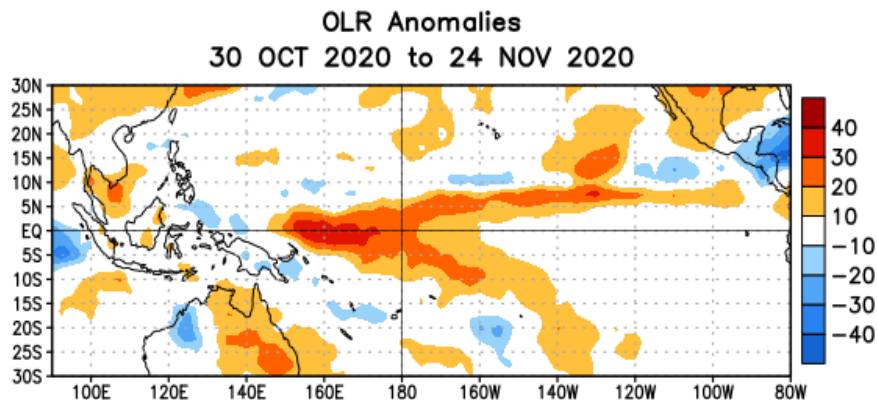 OLR Anomalies
30 OCT 2020 to 24 NOV 2020
30N
25N
20N
15N
10N
5N
EQ
5S
10S
15S
20S
25S
30S
100E 120E 140E 160E 180 160W 140W 120W 100W 80W
40
30
20
10
-10
-20
-30
-40